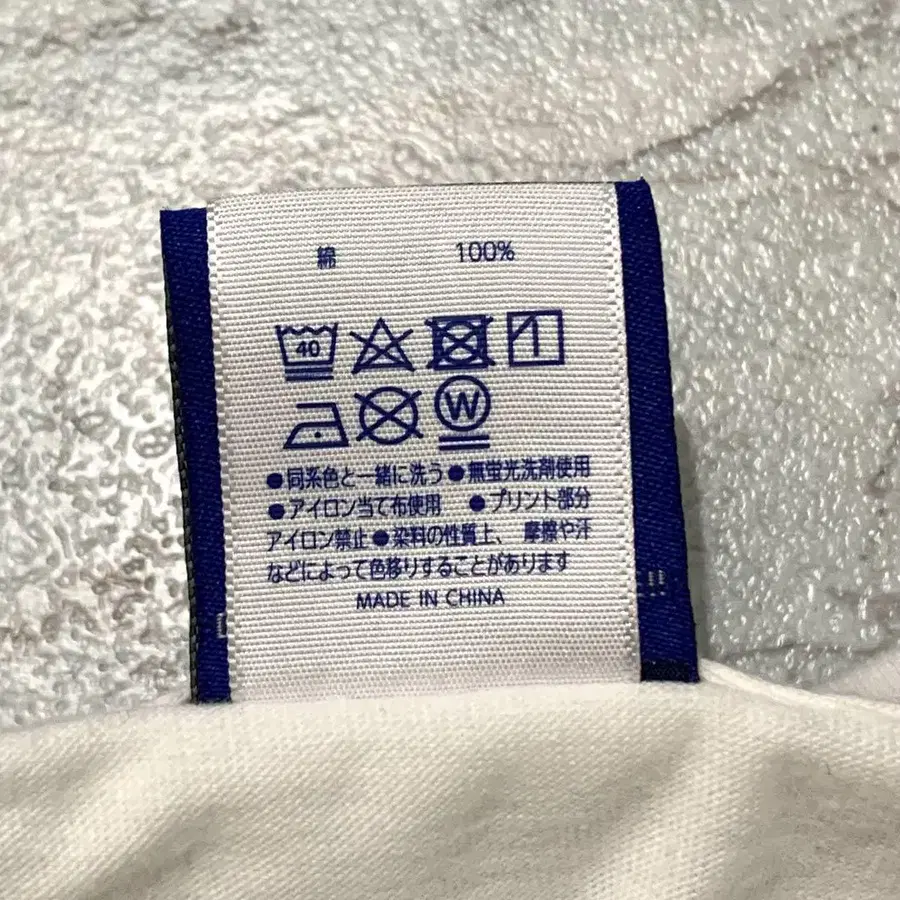 綿 100%
40
W
●同系色と一緒に洗う●無蛍光洗剤使用
●アイロン当て布使用 ●プリント部分
アイロン禁止●染料の性質上、摩擦や汗
などによって色移りすることがあります
MADE IN CHINA